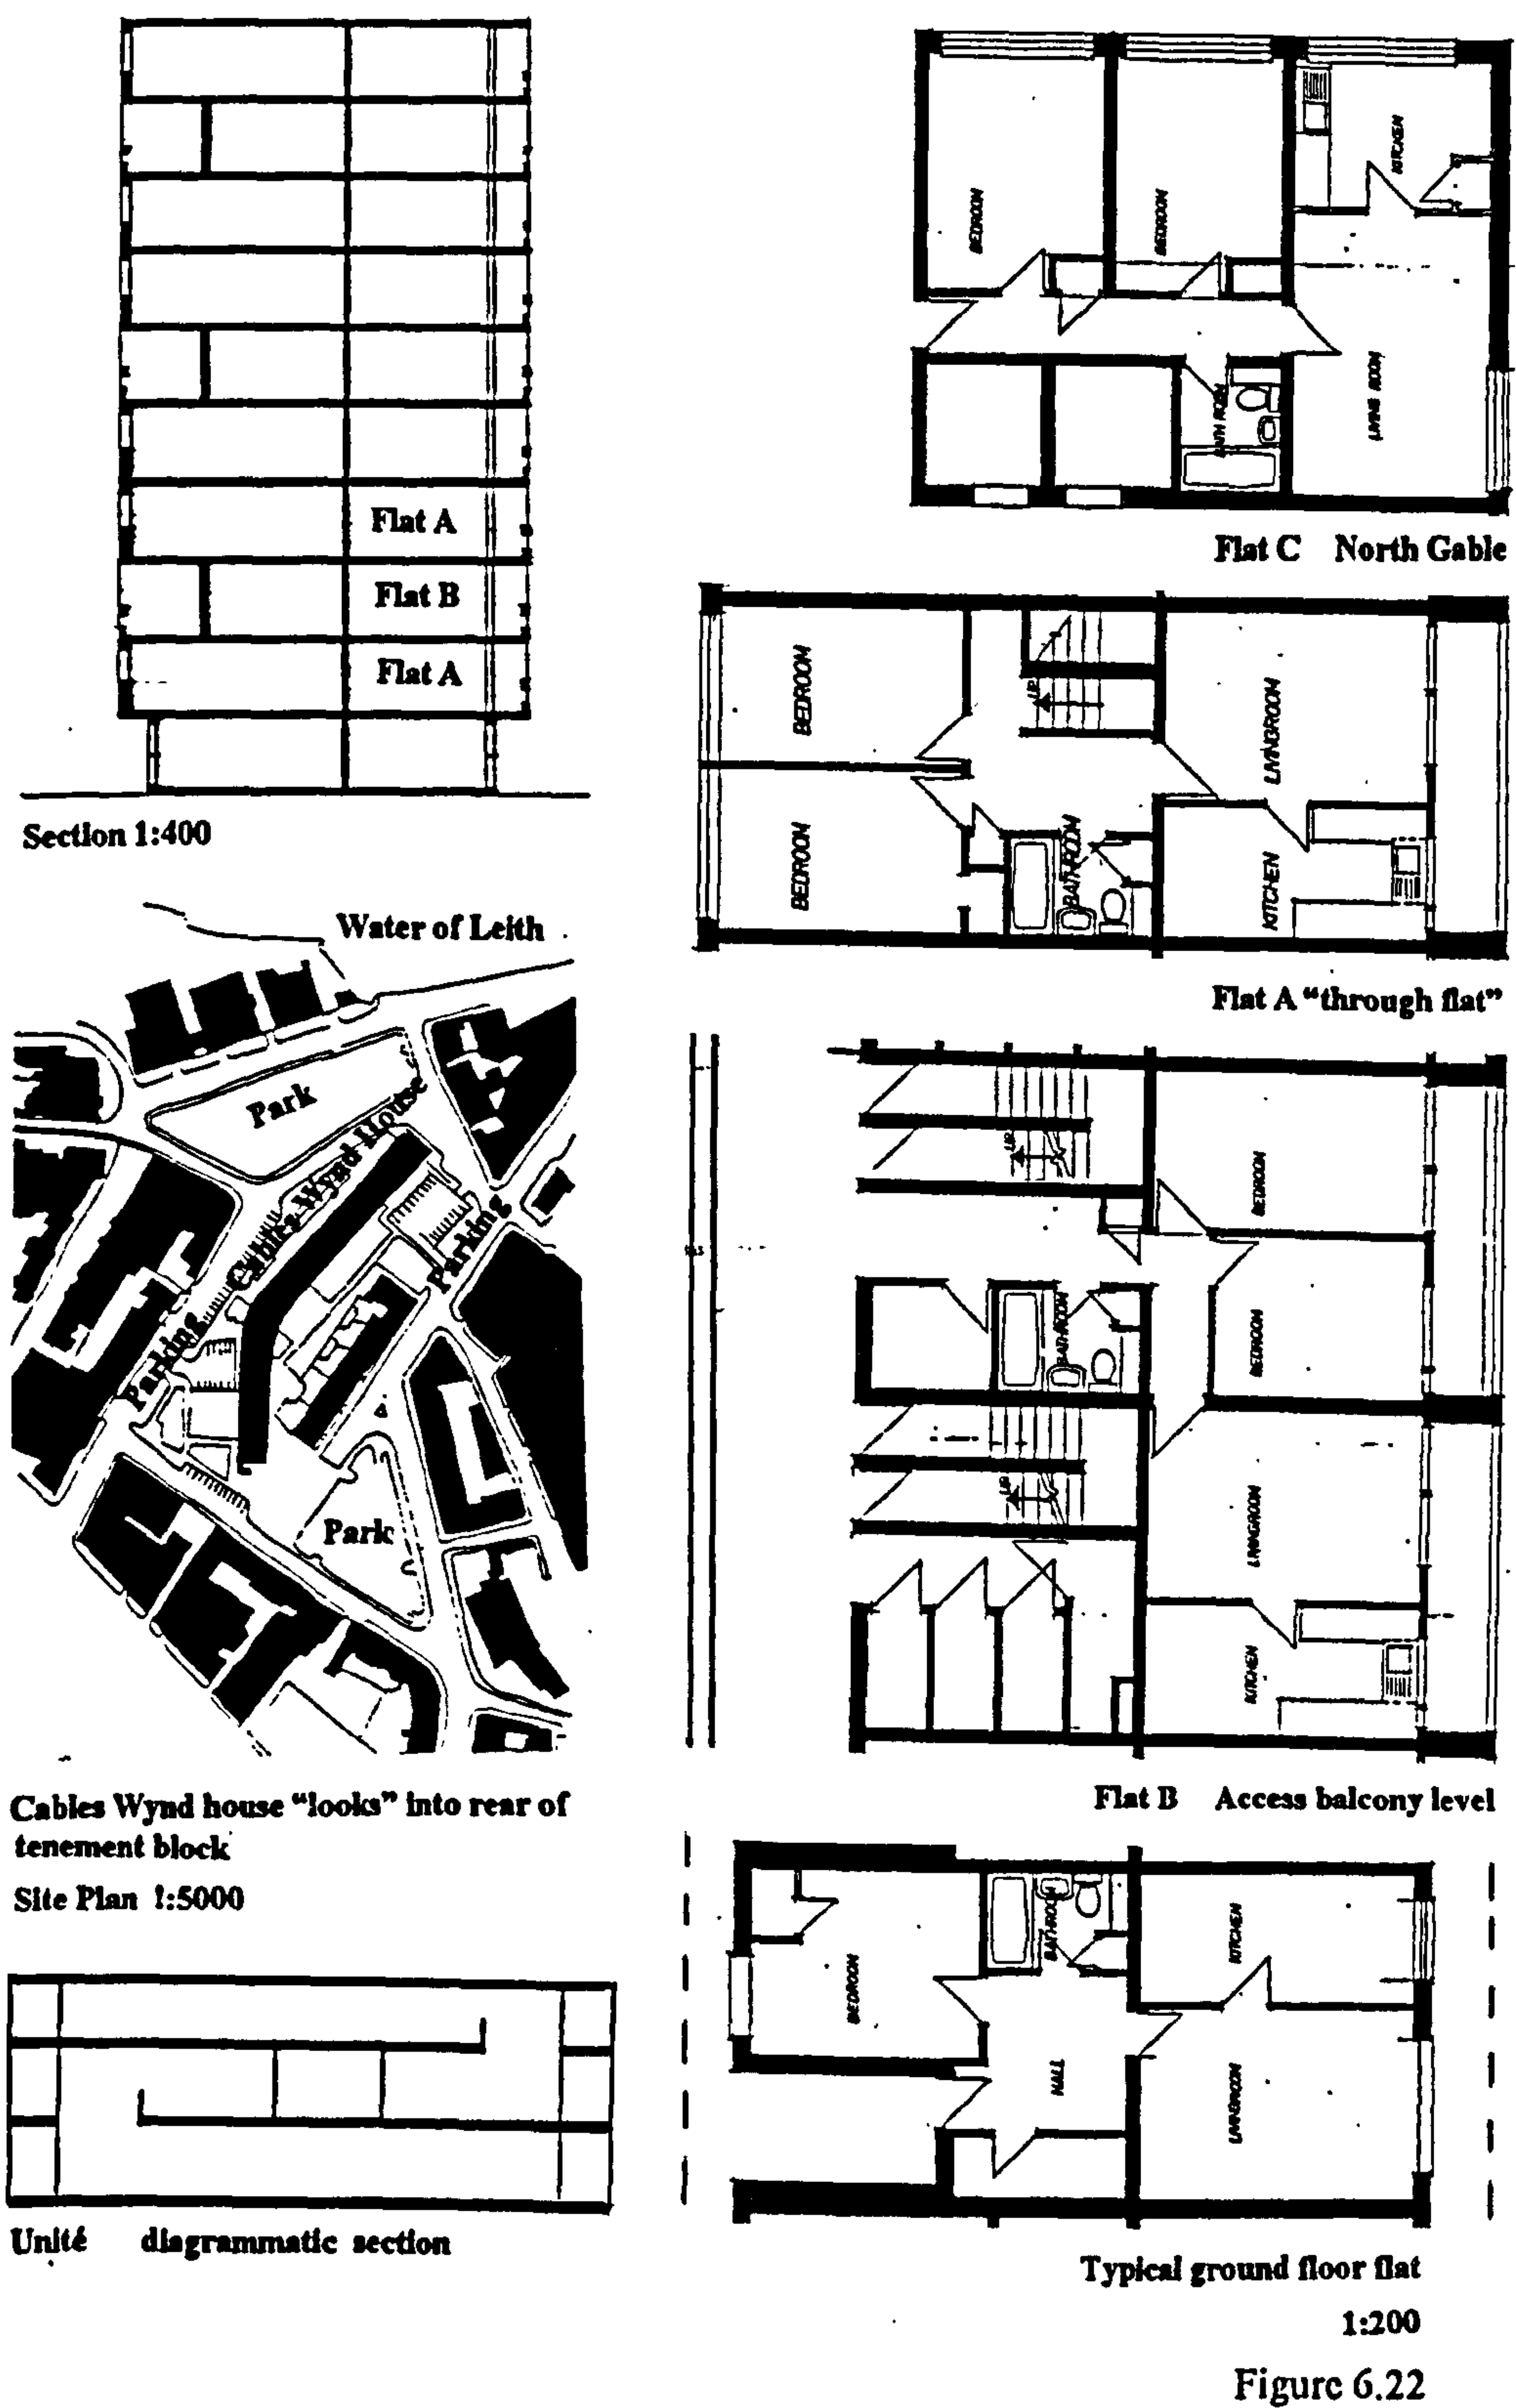 Flat A
Flat B
Flat A
Section 1:400
Water of Leith
Park
Cables Wynd House
Parking
Parking
Park
Cables Wynd house “looks” into rear of
tenement block
Site Plan !:5000
Unité diagrammatic section
BEDROOM
BEDROOM
KITCHEN
BATH ROOM
LIVING ROOM
Flat C North Gable
BEDROOM
BEDROOM
UP
BATHROOM
LIVINGROOM
KITCHEN
Flat A “through flat”
UP
BEDROOM
BEDROOM
BATHROOM
UP
LIVINGROOM
KITCHEN
Flat B Access balcony level
BEDROOM
BATHROOM
KITCHEN
HALL
LIVINGROOM
Typical ground floor flat
1:200
Figure 6.22